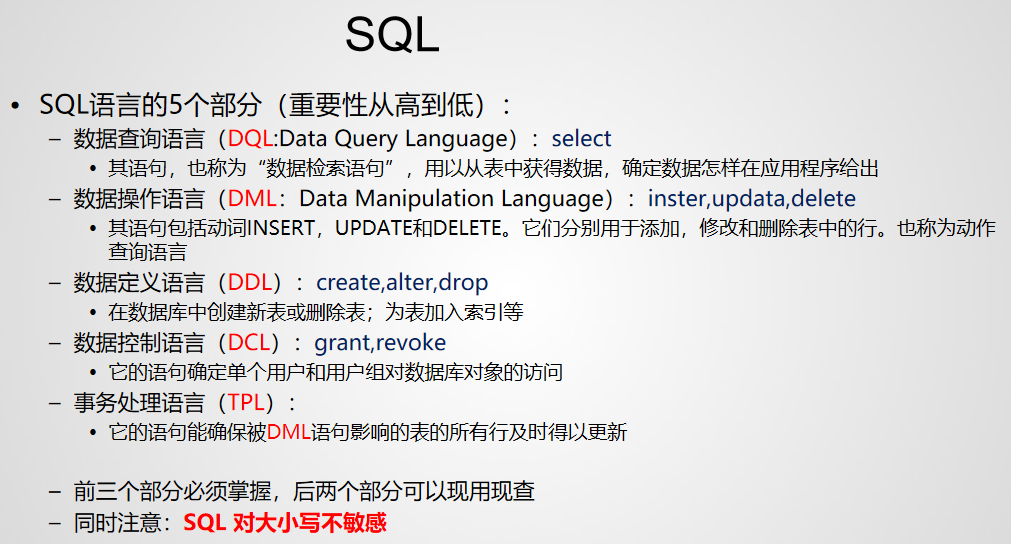 SQL
• SQL语言的5个部分（重要性从高到低）：
– 数据查询语言（DQL:Data Query Language）：select
• 其语句，也称为“数据检索语句”，用以从表中获得数据，确定数据怎样在应用程序给出
– 数据操作语言（DML：Data Manipulation Language）：inster,updata,delete
• 其语句包括动词INSERT，UPDATE和DELETE。它们分别用于添加，修改和删除表中的行。也称为动作
查询语言
– 数据定义语言（DDL）：create,alter,drop
• 在数据库中创建新表或删除表；为表加入索引等
– 数据控制语言（DCL）：grant,revoke
• 它的语句确定单个用户和用户组对数据库对象的访问
– 事务处理语言（TPL）：
• 它的语句能确保被DML语句影响的表的所有行及时得以更新
– 前三个部分必须掌握，后两个部分可以现用现查
– 同时注意：SQL 对大小写不敏感